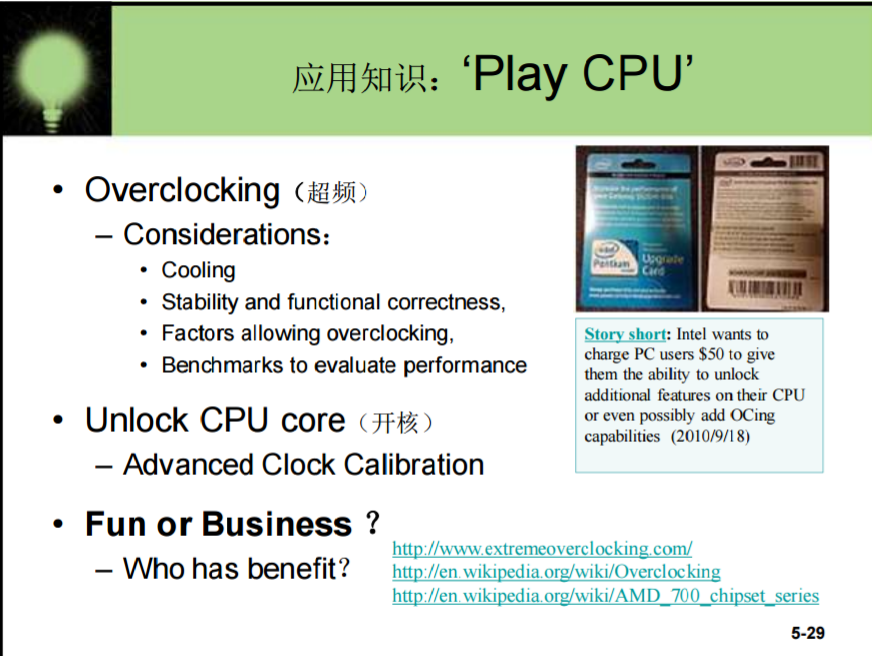 应用知识：‘Play CPU’
• Overclocking（超频）
– Considerations：
• Cooling
• Stability and functional correctness,
• Factors allowing overclocking,
• Benchmarks to evaluate performance
• Unlock CPU core（开核）
– Advanced Clock Calibration
• Fun or Business？
– Who has benefit?
intel
Pentium
Upgrade
Card
Story short: Intel wants to
charge PC users $50 to give
them the ability to unlock
additional features on their CPU
or even possibly add OCing
capabilities (2010/9/18)
http://www.extremeoverclocking.com/
http://en.wikipedia.org/wiki/Overclocking
http://en.wikipedia.org/wiki/AMD_700_chipset_series
5-29